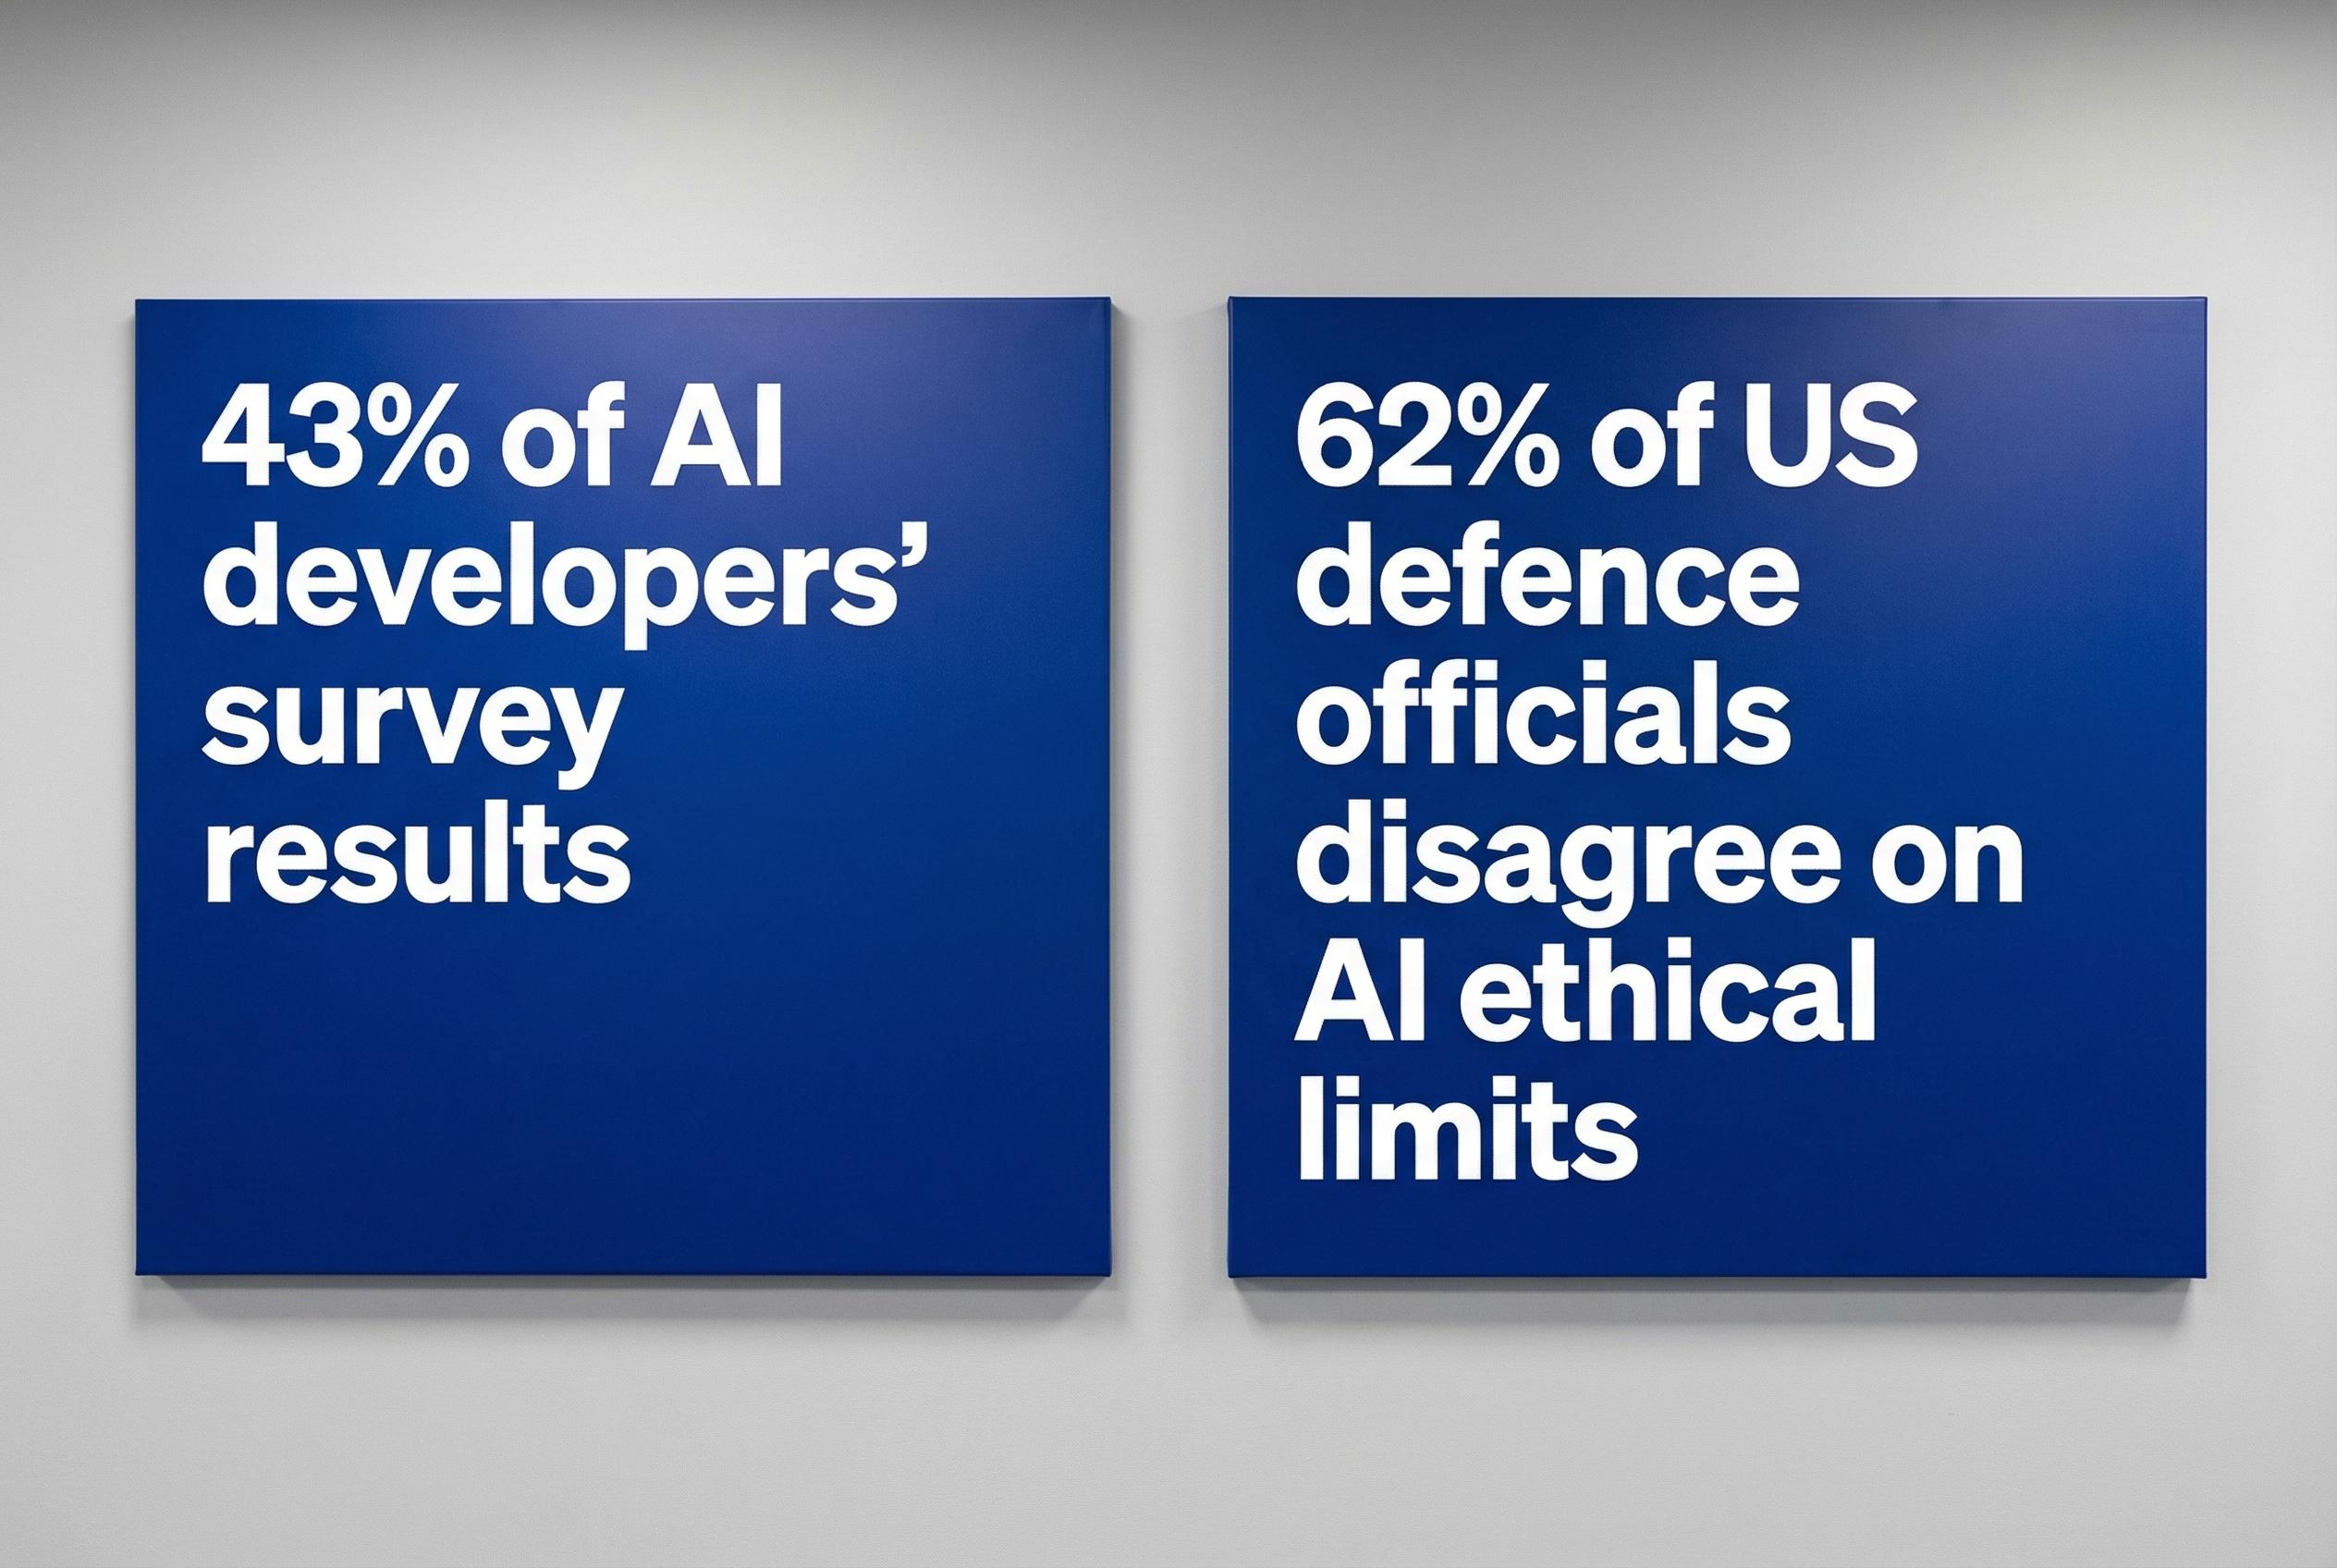 43% of AI
developers’
survey
results
62% of US
defence
officials
disagree on
AI ethical
limits